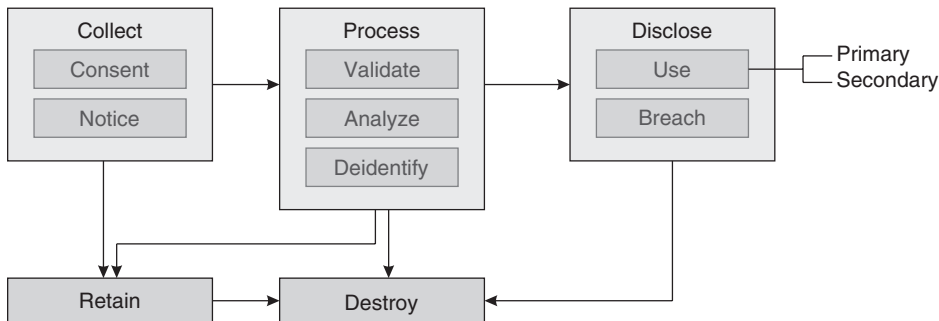 Collect
Consent
Notice
Process
Validate
Analyze
Deidentify
Disclose
Use
Breach
Primary
Secondary
Retain
Destroy